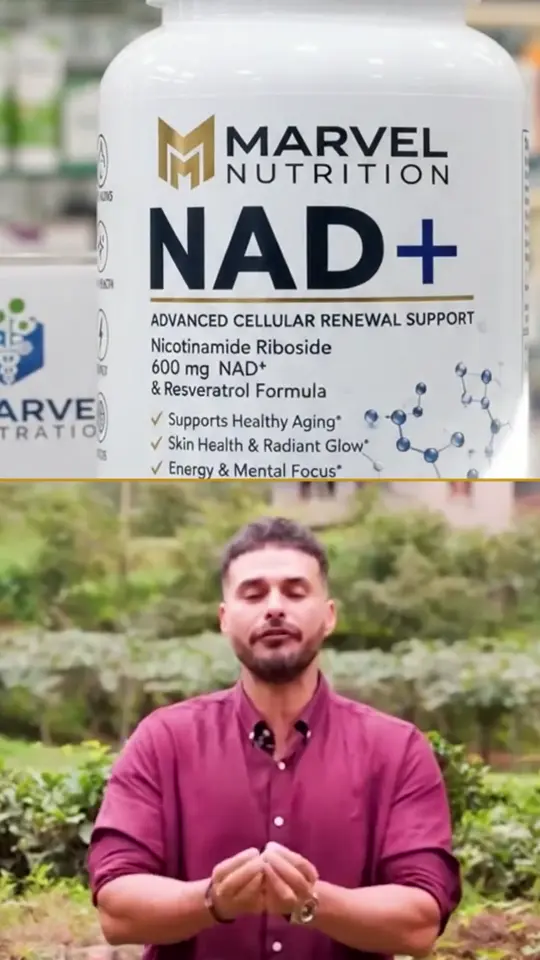 MARVEL
NUTRITION
NAD+
ADVANCED CELLULAR RENEWAL SUPPORT
Nicotinamide Riboside
600 mg NAD+
& Resveratrol Formula
✓ Supports Healthy Aging*
✓ Skin Health & Radiant Glow*
✓ Energy & Mental Focus*
ARVE
TRATIO